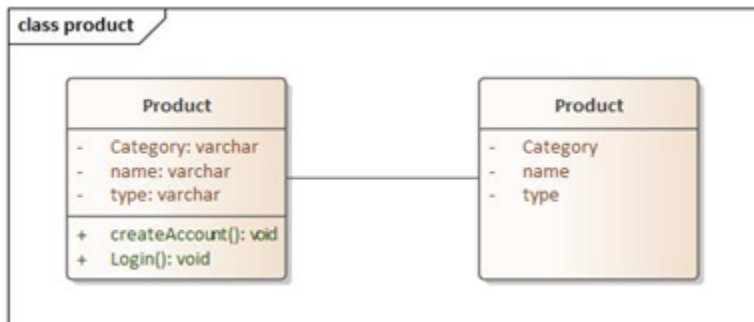 class product
Product
- Category: varchar
- name: varchar
- type: varchar
+ createAccount(): void
+ Login(): void
Product
- Category
- name
- type